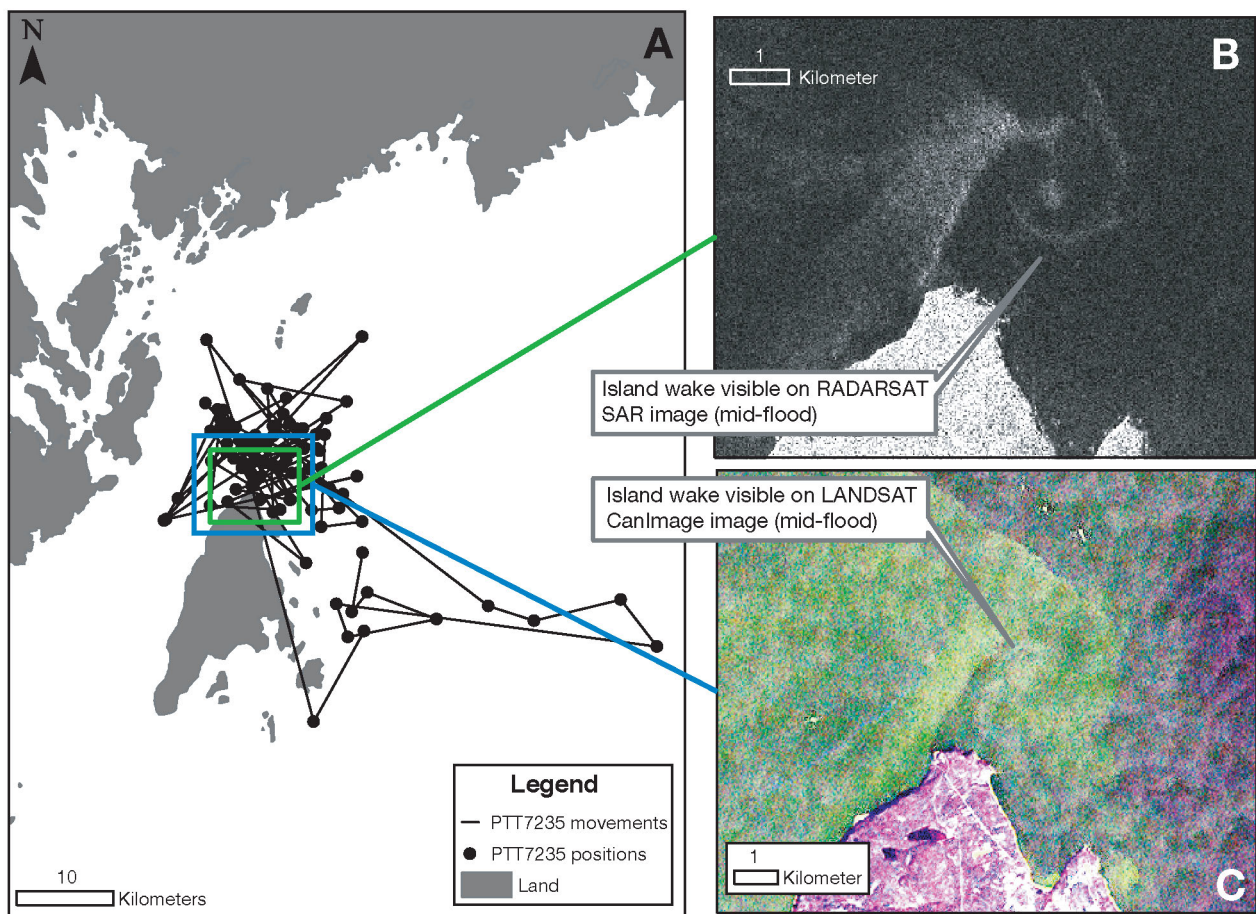 N
A
Legend
PTT7235 movements
PTT7235 positions
Land
10
Kilometers
B
1
Kilometer
Island wake visible on RADARSAT
SAR image (mid-flood)
Island wake visible on LANDSAT
CanImage image (mid-flood)
1
Kilometer
C